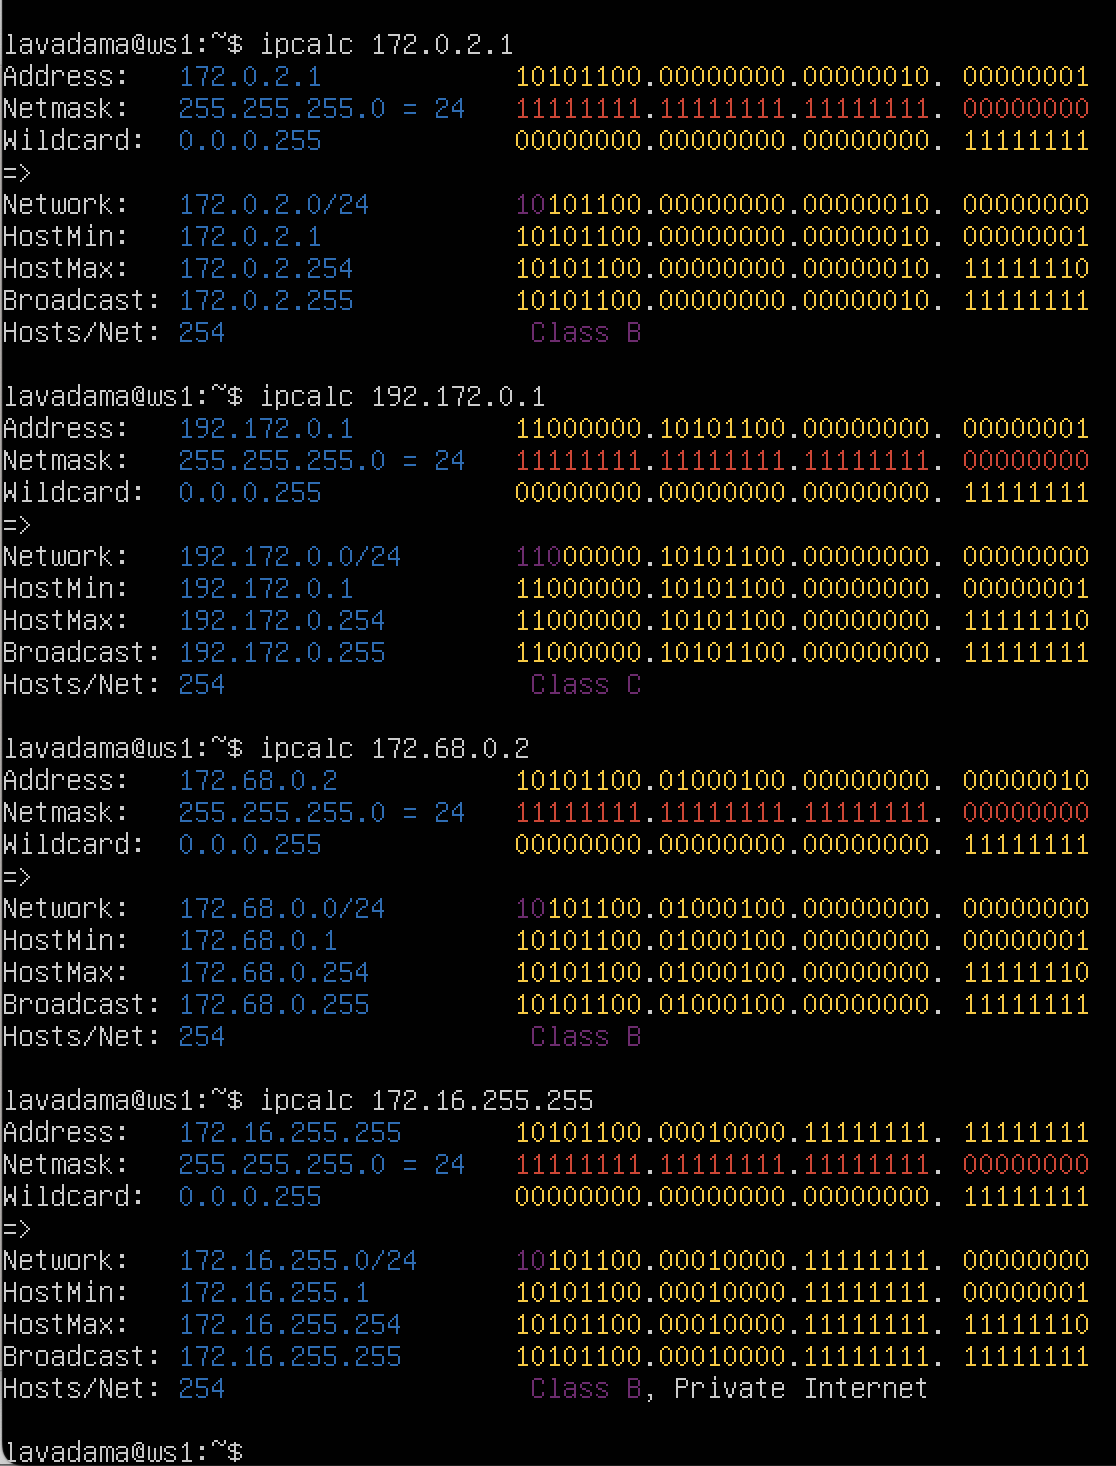 lavadama@ws1:~$ ipcalc 172.0.2.1
Address:   172.0.2.1            10101100.00000000.00000010. 00000001
Netmask:   255.255.255.0 = 24   11111111.11111111.11111111. 00000000
Wildcard:  0.0.0.255            00000000.00000000.00000000. 11111111
=>
Network:   172.0.2.0/24         10101100.00000000.00000010. 00000000
HostMin:   172.0.2.1            10101100.00000000.00000010. 00000001
HostMax:   172.0.2.254          10101100.00000000.00000010. 11111110
Broadcast: 172.0.2.255          10101100.00000000.00000010. 11111111
Hosts/Net: 254                   Class B

lavadama@ws1:~$ ipcalc 192.172.0.1
Address:   192.172.0.1          11000000.10101100.00000000. 00000001
Netmask:   255.255.255.0 = 24   11111111.11111111.11111111. 00000000
Wildcard:  0.0.0.255            00000000.00000000.00000000. 11111111
=>
Network:   192.172.0.0/24       11000000.10101100.00000000. 00000000
HostMin:   192.172.0.1          11000000.10101100.00000000. 00000001
HostMax:   192.172.0.254        11000000.10101100.00000000. 11111110
Broadcast: 192.172.0.255        11000000.10101100.00000000. 11111111
Hosts/Net: 254                   Class C

lavadama@ws1:~$ ipcalc 172.68.0.2
Address:   172.68.0.2           10101100.01000100.00000000. 00000010
Netmask:   255.255.255.0 = 24   11111111.11111111.11111111. 00000000
Wildcard:  0.0.0.255            00000000.00000000.00000000. 11111111
=>
Network:   172.68.0.0/24        10101100.01000100.00000000. 00000000
HostMin:   172.68.0.1           10101100.01000100.00000000. 00000001
HostMax:   172.68.0.254         10101100.01000100.00000000. 11111110
Broadcast: 172.68.0.255         10101100.01000100.00000000. 11111111
Hosts/Net: 254                   Class B

lavadama@ws1:~$ ipcalc 172.16.255.255
Address:   172.16.255.255       10101100.00010000.11111111. 11111111
Netmask:   255.255.255.0 = 24   11111111.11111111.11111111. 00000000
Wildcard:  0.0.0.255            00000000.00000000.00000000. 11111111
=>
Network:   172.16.255.0/24      10101100.00010000.11111111. 00000000
HostMin:   172.16.255.1         10101100.00010000.11111111. 00000001
HostMax:   172.16.255.254       10101100.00010000.11111111. 11111110
Broadcast: 172.16.255.255       10101100.00010000.11111111. 11111111
Hosts/Net: 254                   Class B, Private Internet

lavadama@ws1:~$